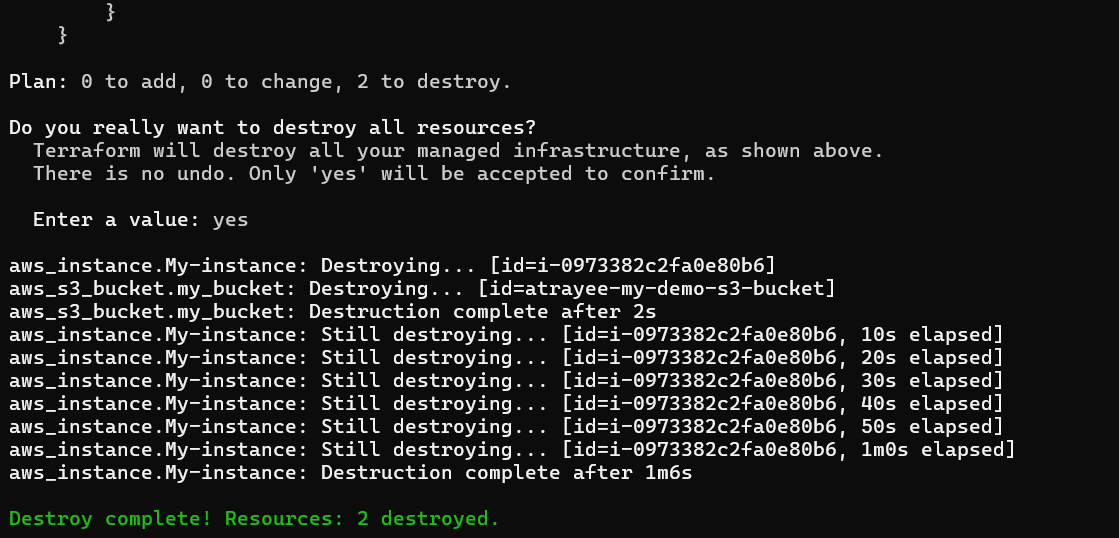 }
    }

Plan: 0 to add, 0 to change, 2 to destroy.

Do you really want to destroy all resources?
  Terraform will destroy all your managed infrastructure, as shown above.
  There is no undo. Only 'yes' will be accepted to confirm.

  Enter a value: yes

aws_instance.My-instance: Destroying... [id=i-0973382c2fa0e80b6]
aws_s3_bucket.my_bucket: Destroying... [id=atrayee-my-demo-s3-bucket]
aws_s3_bucket.my_bucket: Destruction complete after 2s
aws_instance.My-instance: Still destroying... [id=i-0973382c2fa0e80b6, 10s elapsed]
aws_instance.My-instance: Still destroying... [id=i-0973382c2fa0e80b6, 20s elapsed]
aws_instance.My-instance: Still destroying... [id=i-0973382c2fa0e80b6, 30s elapsed]
aws_instance.My-instance: Still destroying... [id=i-0973382c2fa0e80b6, 40s elapsed]
aws_instance.My-instance: Still destroying... [id=i-0973382c2fa0e80b6, 50s elapsed]
aws_instance.My-instance: Still destroying... [id=i-0973382c2fa0e80b6, 1m0s elapsed]
aws_instance.My-instance: Destruction complete after 1m6s

Destroy complete! Resources: 2 destroyed.